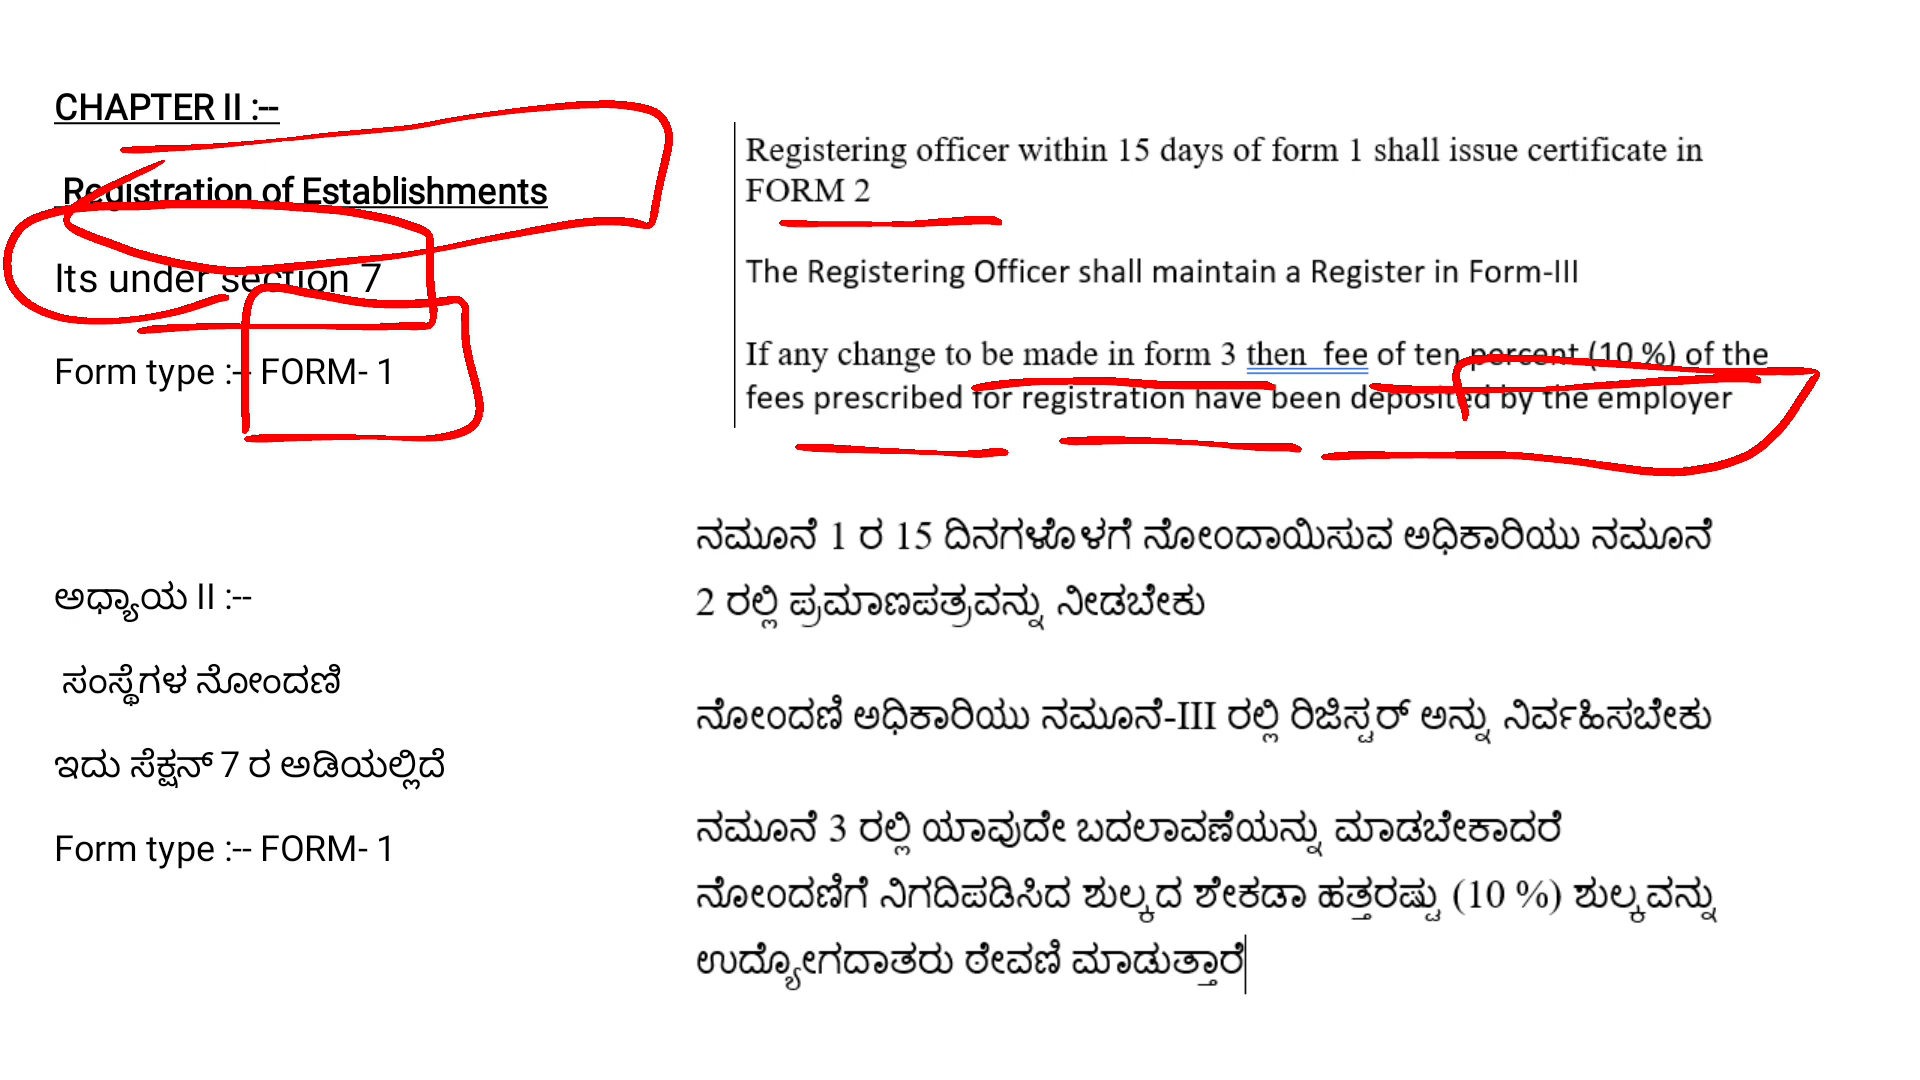 CHAPTER II :--
Registration of Establishments
Its under section 7
Form type :-- FORM- 1
Registering officer within 15 days of form 1 shall issue certificate in
FORM 2
The Registering Officer shall maintain a Register in Form-III
If any change to be made in form 3 then fee of ten percent (10 %) of the
fees prescribed for registration have been deposited by the employer
ಅಧ್ಯಾಯ II :--
ಸಂಸ್ಥೆಗಳ ನೋಂದಣಿ
ಇದು ಸೆಕ್ಷನ್ 7 ರ ಅಡಿಯಲ್ಲಿದೆ
Form type :-- FORM- 1
ನಮೂನೆ 1 ರ 15 ದಿನಗಳೊಳಗೆ ನೋಂದಾಯಿಸುವ ಅಧಿಕಾರಿಯು ನಮೂನೆ
2 ರಲ್ಲಿ ಪ್ರಮಾಣಪತ್ರವನ್ನು ನೀಡಬೇಕು
ನೋಂದಣಿ ಅಧಿಕಾರಿಯು ನಮೂನೆ-III ರಲ್ಲಿ ರಿಜಿಸ್ಟರ್ ಅನ್ನು ನಿರ್ವಹಿಸಬೇಕು
ನಮೂನೆ 3 ರಲ್ಲಿ ಯಾವುದೇ ಬದಲಾವಣೆಯನ್ನು ಮಾಡಬೇಕಾದರೆ
ನೋಂದಣಿಗೆ ನಿಗದಿಪಡಿಸಿದ ಶುಲ್ಕದ ಶೇಕಡಾ ಹತ್ತರಷ್ಟು (10 %) ಶುಲ್ಕವನ್ನು
ಉದ್ಯೋಗದಾತರು ಠೇವಣಿ ಮಾಡುತ್ತಾರೆ